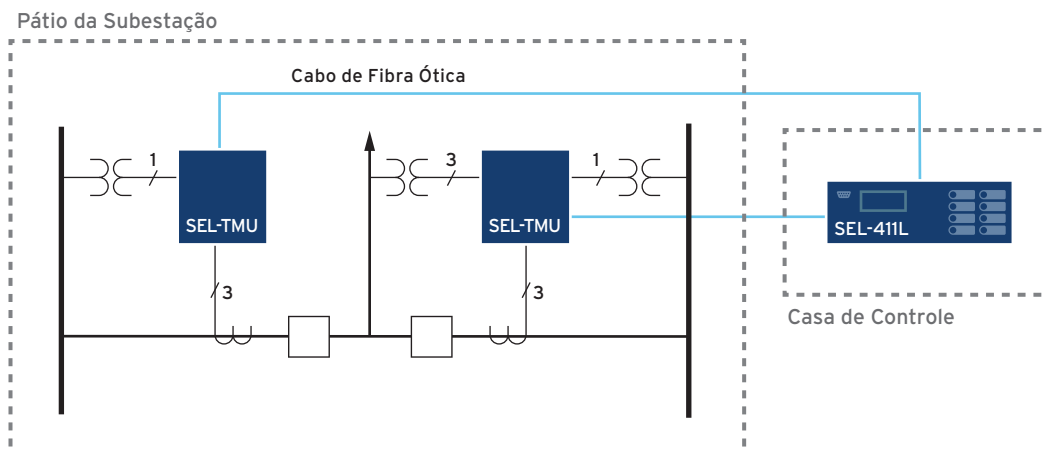 Pátio da Subestação
Cabo de Fibra Ótica
1
3
1
SEL-TMU
SEL-TMU
SEL-411L
3
3
Casa de Controle